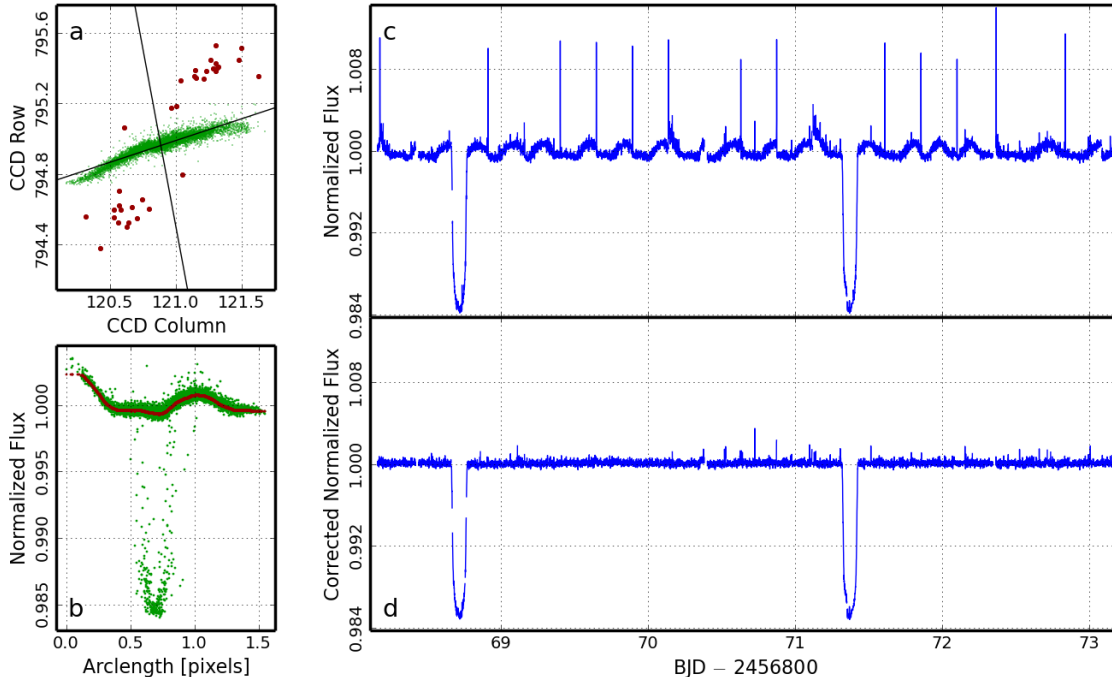 a
795.6
795.2
794.8
794.4
CCD Row
120.5 121.0 121.5
CCD Column
b
1.000
0.995
0.990
0.985
Normalized Flux
0.0 0.5 1.0 1.5
Arclength [pixels]
c
1.008
1.000
0.992
0.984
Normalized Flux
d
1.008
1.000
0.992
0.984
Corrected Normalized Flux
69 70 71 72 73
BJD − 2456800